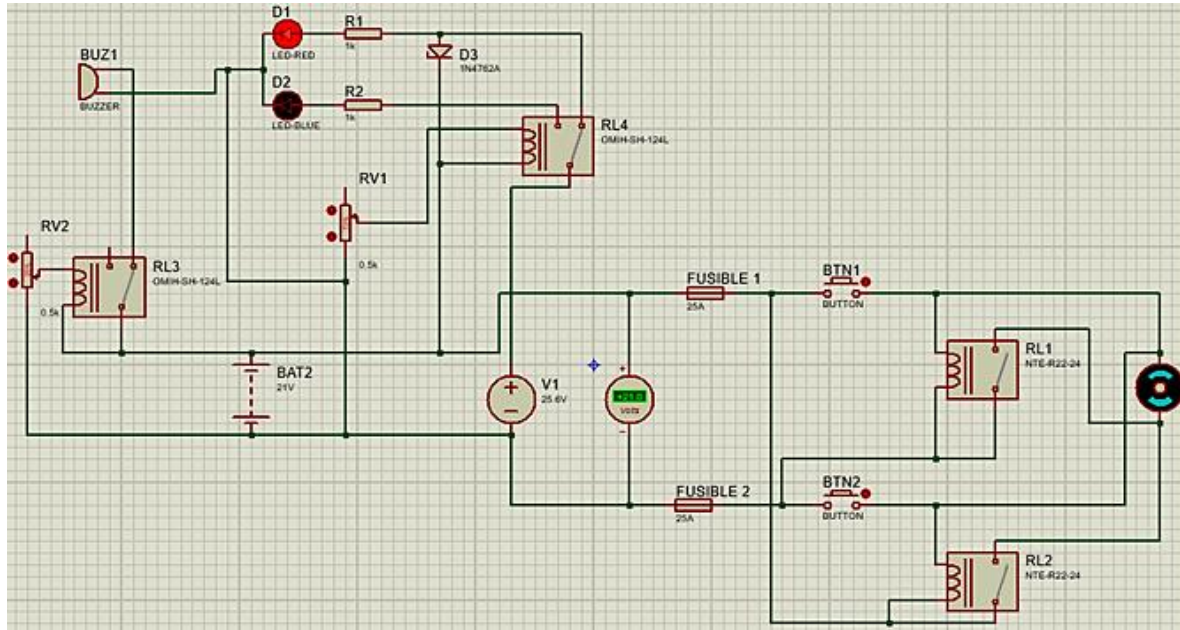 D1
R1
1k
LED-RED
D3
1N4762A
BUZ1
BUZZER
D2
R2
1k
LED-BLUE
RL4
OMIH-SH-124L
RV1
0.5k
RV2
RL3
OMIH-SH-124L
0.5k
BAT2
21V
V1
25.6V
+21.0
Volts
FUSIBLE 1
25A
BTN1
BUTTON
RL1
NTE-R22-24
FUSIBLE 2
25A
BTN2
BUTTON
RL2
NTE-R22-24